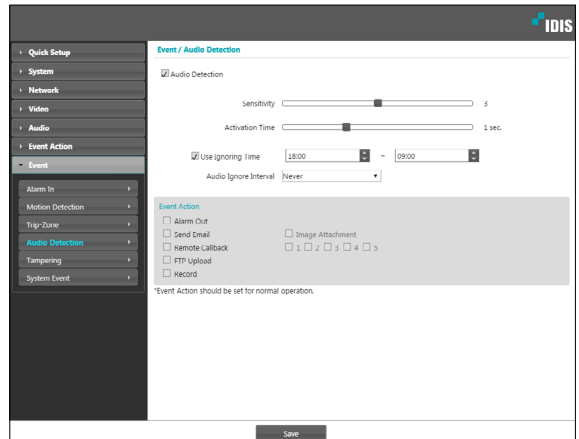 IDIS
Quick Setup
System
Network
Video
Audio
Event Action
Event
Alarm In
Motion Detection
Trip-Zone
Audio Detection
Tampering
System Event
Event / Audio Detection
Audio Detection
Sensitivity 3
Activation Time 1 sec.
Use Ignoring Time 18:00 ~ 09:00
Audio Ignore Interval Never
Event Action
Alarm Out
Send Email Image Attachment
Remote Callback 1 2 3 4 5
FTP Upload
Record
*Event Action should be set for normal operation.
Save